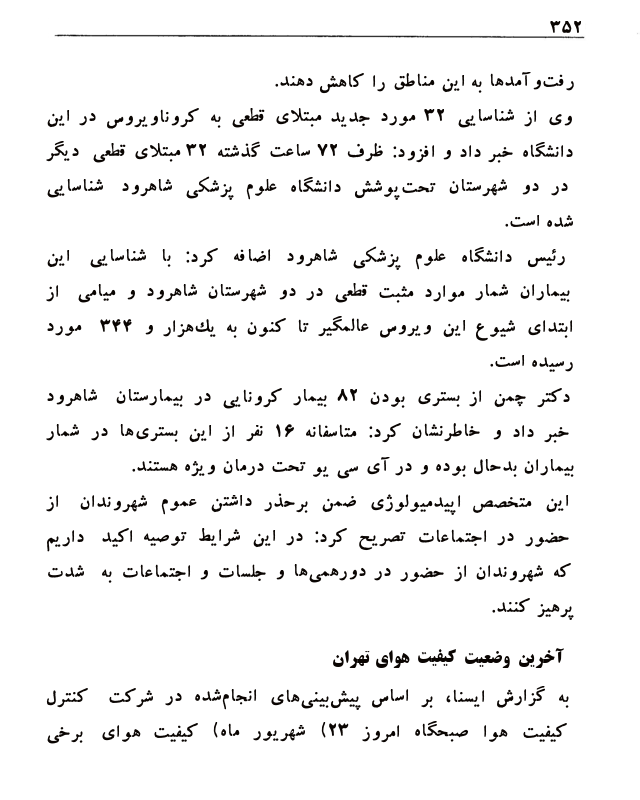 ۳۵۲
رفت‌و آمدها به این مناطق را کاهش دهند.
وی از شناسایی ۳۲ مورد جدید مبتلای قطعی به کروناویروس در این
دانشگاه خبر داد و افزود: ظرف ۷۲ ساعت گذشته ۳۲ مبتلای قطعی دیگر
در دو شهرستان تحت‌پوشش دانشگاه علوم پزشکی شاهرود شناسایی
شده است.
رئیس دانشگاه علوم پزشکی شاهرود اضافه کرد: با شناسایی این
بیماران شمار موارد مثبت قطعی در دو شهرستان شاهرود و میامی از
ابتدای شیوع این ویروس عالمگیر تا کنون به یك‌هزار و ۳۴۴ مورد
رسیده است.
دکتر چمن از بستری بودن ۸۲ بیمار کرونایی در بیمارستان شاهرود
خبر داد و خاطرنشان کرد: متاسفانه ۱۶ نفر از این بستری‌ها در شمار
بیماران بدحال بوده و در آی سی یو تحت درمان ویژه هستند.
این متخصص اپیدمیولوژی ضمن برحذر داشتن عموم شهروندان از
حضور در اجتماعات تصریح کرد: در این شرایط توصیه اکید داریم
که شهروندان از حضور در دورهمی‌ها و جلسات و اجتماعات به شدت
پرهیز کنند.
آخرین وضعیت کیفیت هوای تهران
به گزارش ایسنا، بر اساس پیش‌بینی‌های انجام‌شده در شرکت کنترل
کیفیت هوا صبحگاه امروز ۲۳) شهریور ماه) کیفیت هوای برخی